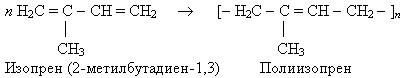 n H₂C = C – CH = CH₂ → [– H₂C – C = CH – CH₂ – ]ₙ
CH₃ CH₃
Изопрен (2-метилбутадиен-1,3) Полиизопрен